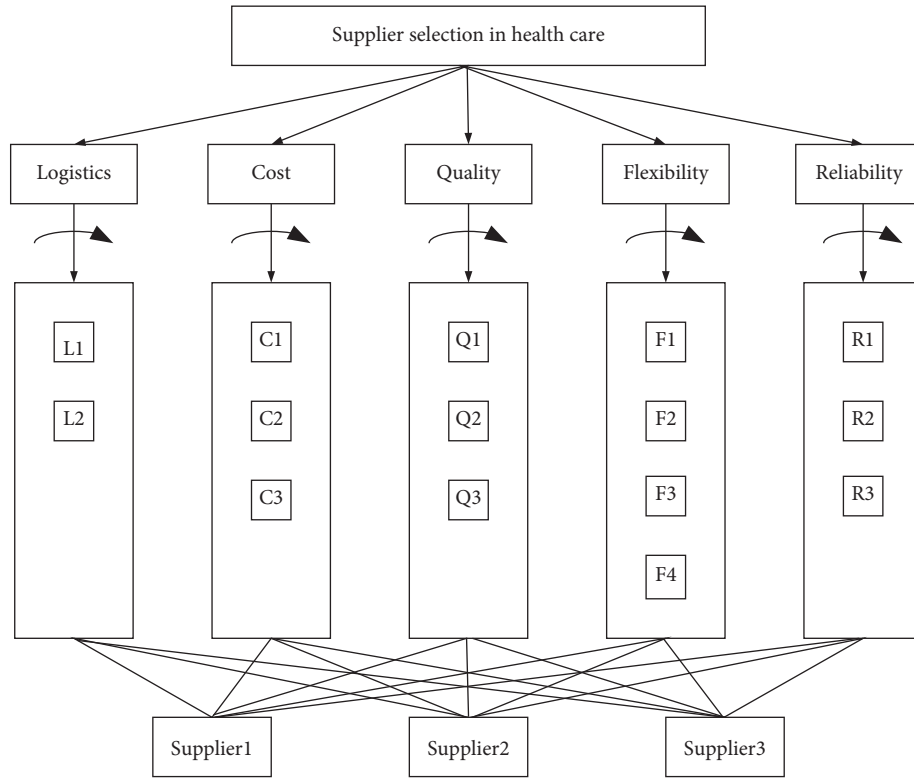 Supplier selection in health care
Logistics
Cost
Quality
Flexibility
Reliability
L1
C1
Q1
F1
R1
L2
C2
Q2
F2
R2
C3
Q3
F3
R3
F4
Supplier1
Supplier2
Supplier3